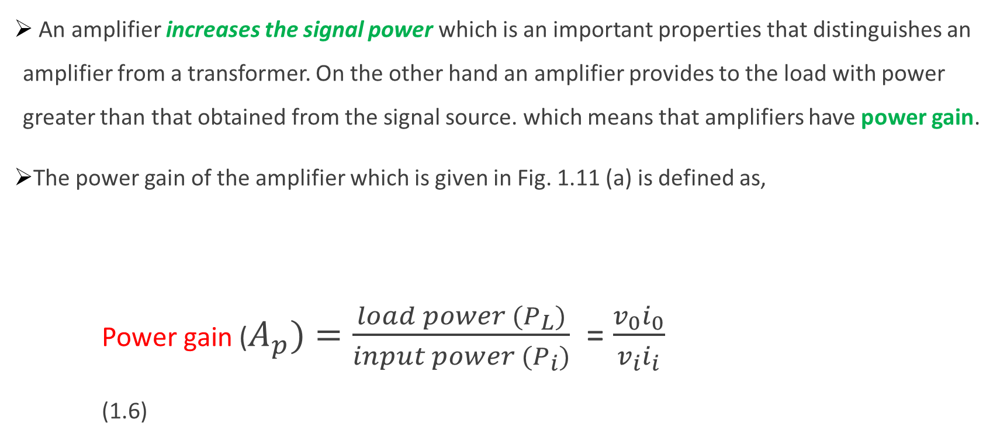 ➢ An amplifier increases the signal power which is an important properties that distinguishes an
amplifier from a transformer. On the other hand an amplifier provides to the load with power
greater than that obtained from the signal source. which means that amplifiers have power gain.
➢The power gain of the amplifier which is given in Fig. 1.11 (a) is defined as,
Power gain (A_p) = load power (P_L) / input power (P_i) = v_0 i_0 / v_i i_i
(1.6)